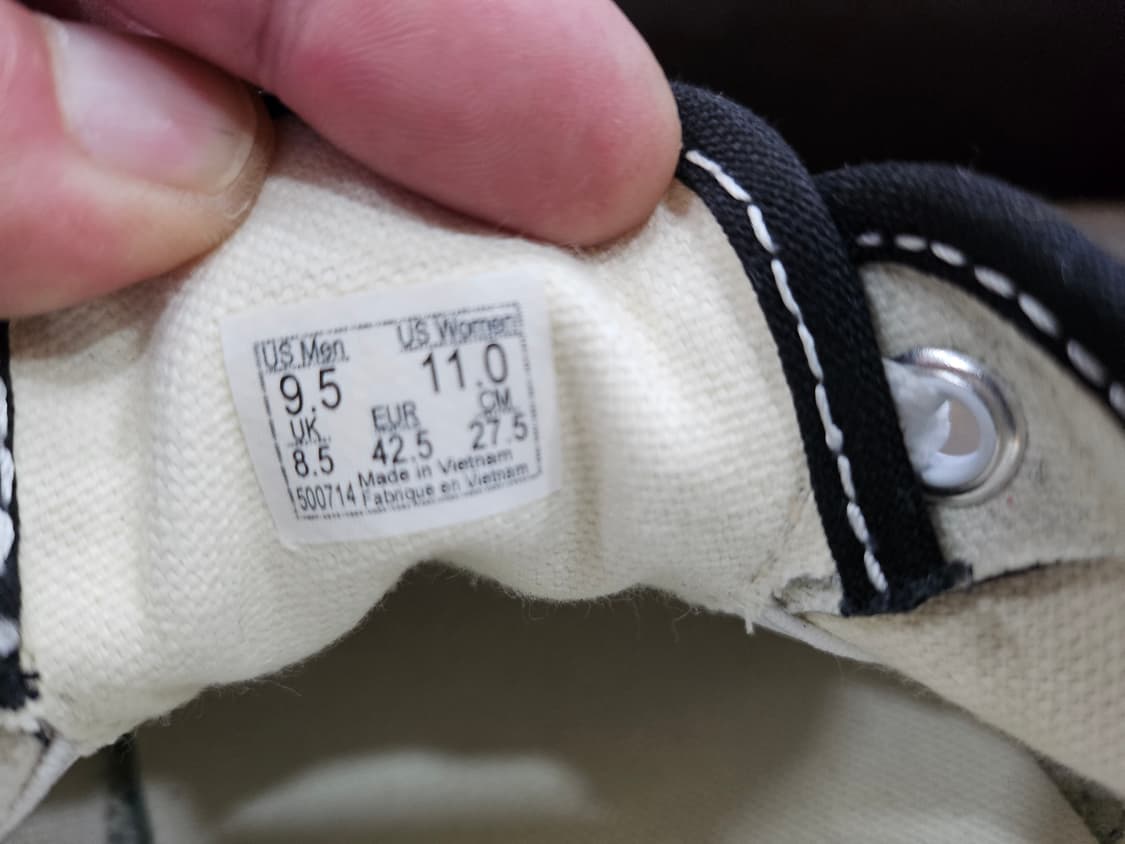 US Men US Women
9.5 11.0
UK EUR CM
8.5 42.5 27.5
500714 Made in Vietnam
Fabriqué en Vietnam